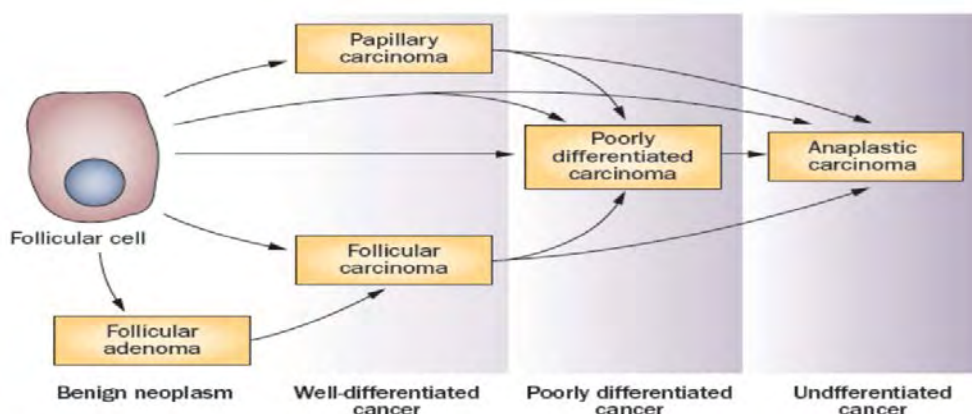 Papillary
carcinoma
Poorly
differentiated
carcinoma
Anaplastic
carcinoma
Follicular cell
Follicular
carcinoma
Follicular
adenoma
Benign neoplasm
Well-differentiated
cancer
Poorly differentiated
cancer
Undfferentiated
cancer